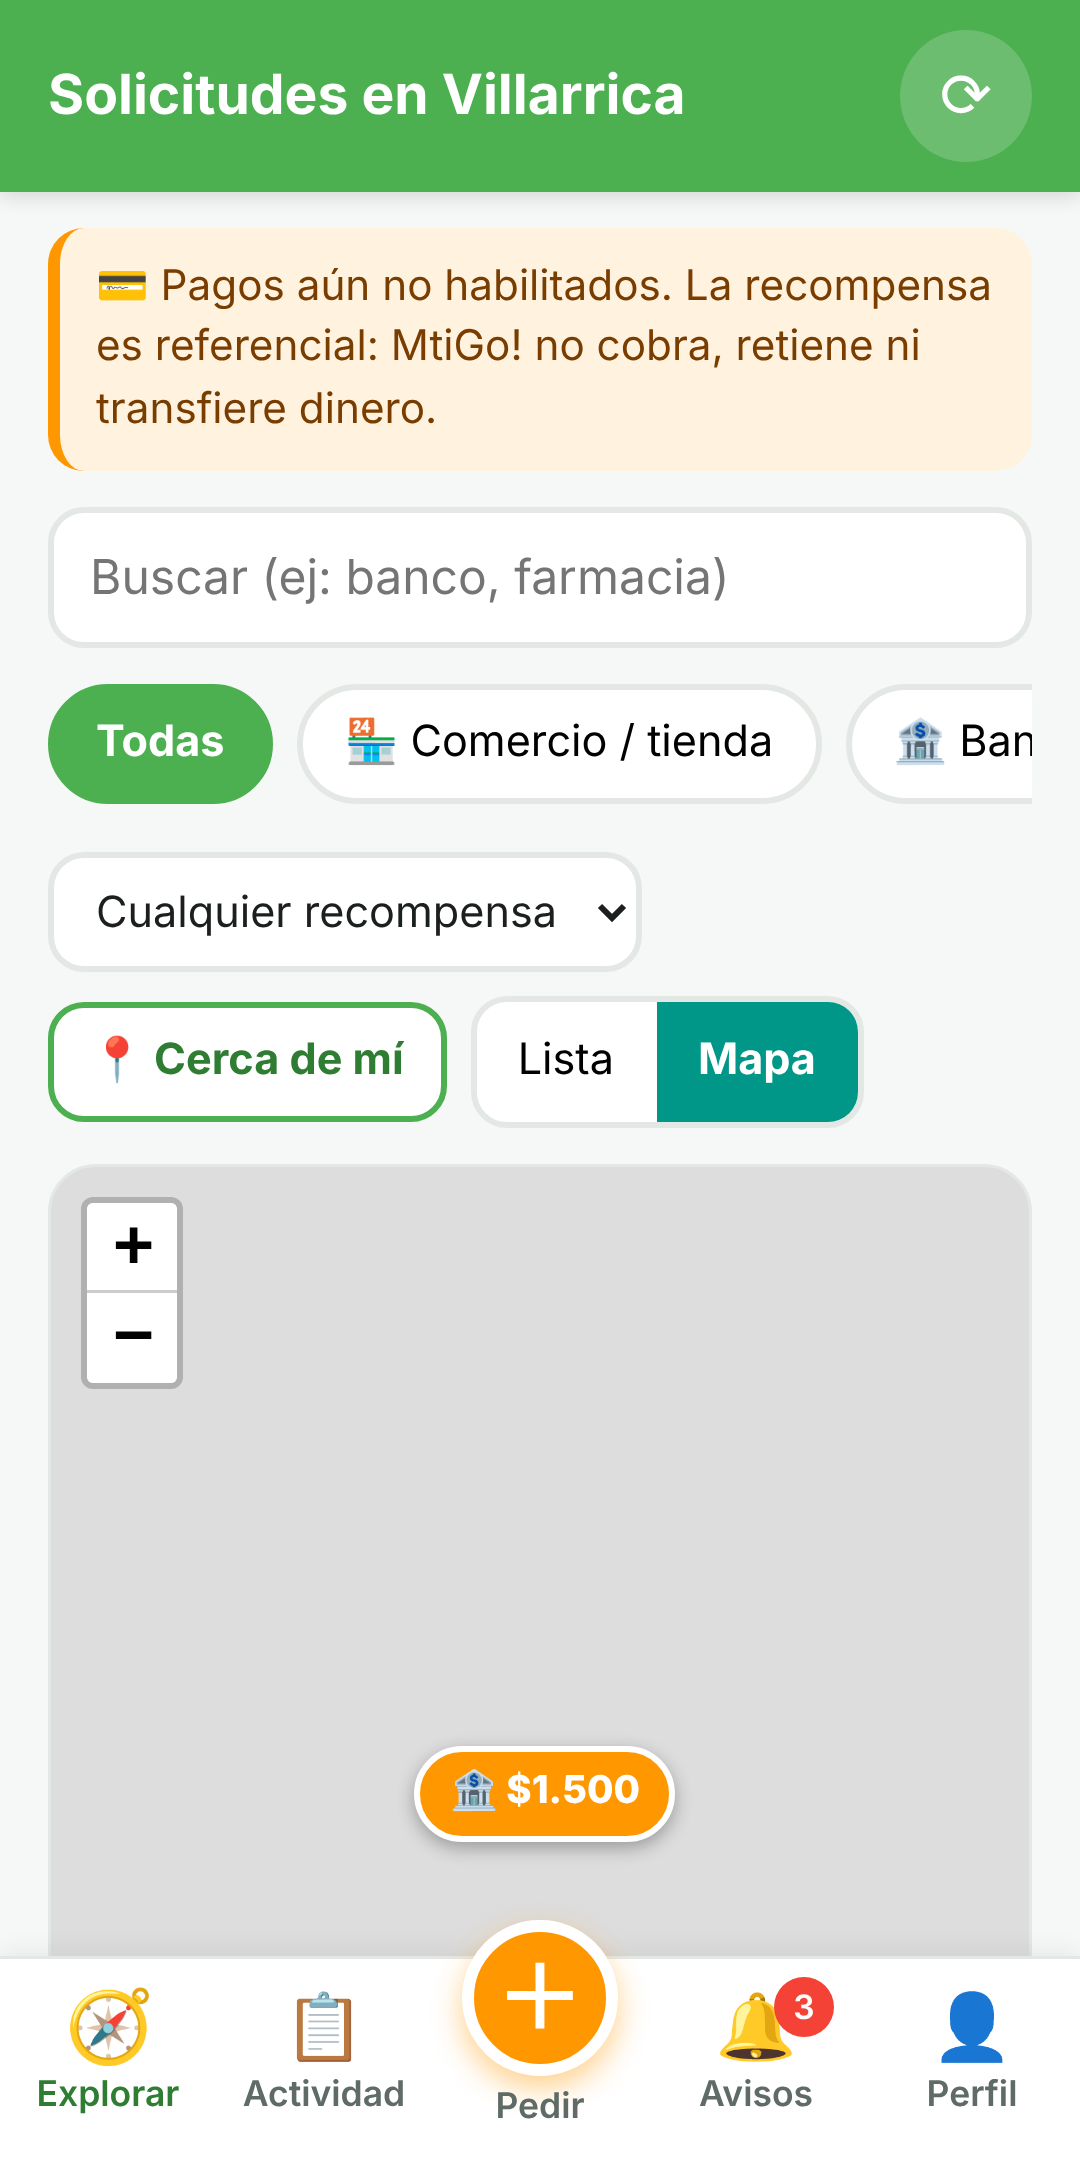 Solicitudes en Villarrica
Pagos aún no habilitados. La recompensa
es referencial: MtiGo! no cobra, retiene ni
transfiere dinero.
Buscar (ej: banco, farmacia)
Todas
Comercio / tienda
Ban
Cualquier recompensa
Cerca de mí
Lista
Mapa
+
−
$1.500
+
3
Explorar
Actividad
Pedir
Avisos
Perfil